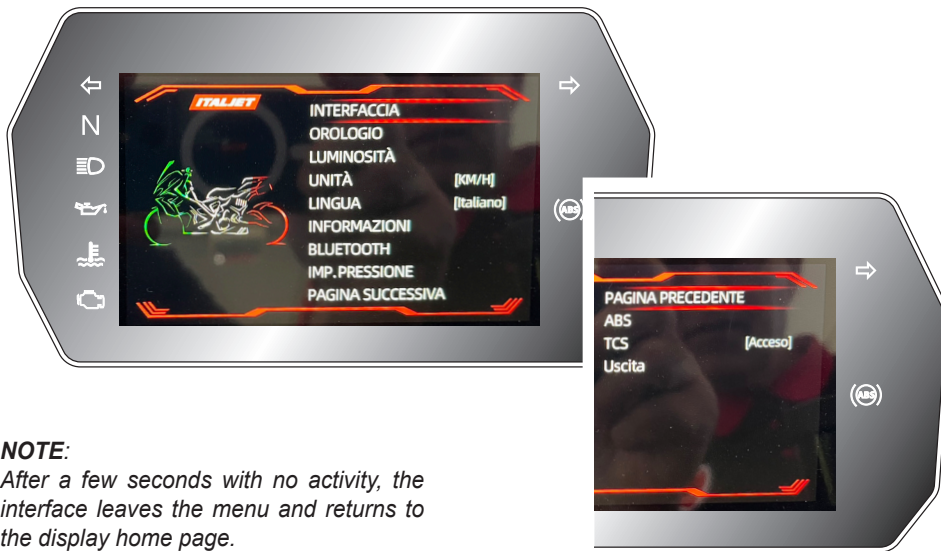 ITALJET
INTERFACCIA
OROLOGIO
LUMINOSITÀ
UNITÀ [KM/H]
LINGUA [Italiano]
INFORMAZIONI
BLUETOOTH
IMP.PRESSIONE
PAGINA SUCCESSIVA
N
ABS
PAGINA PRECEDENTE
ABS
TCS [Acceso]
Uscita
ABS
NOTE:
After a few seconds with no activity, the
interface leaves the menu and returns to
the display home page.